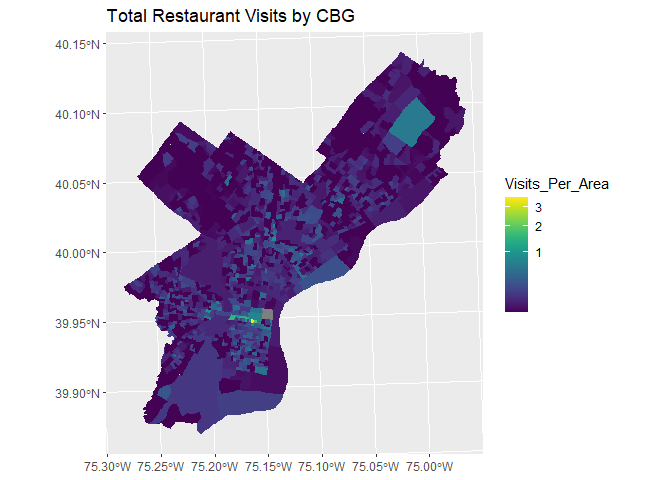 Total Restaurant Visits by CBG
40.15°N
40.10°N
40.05°N
40.00°N
39.95°N
39.90°N
75.30°W 75.25°W 75.20°W 75.15°W 75.10°W 75.05°W 75.00°W
Visits_Per_Area
3
2
1